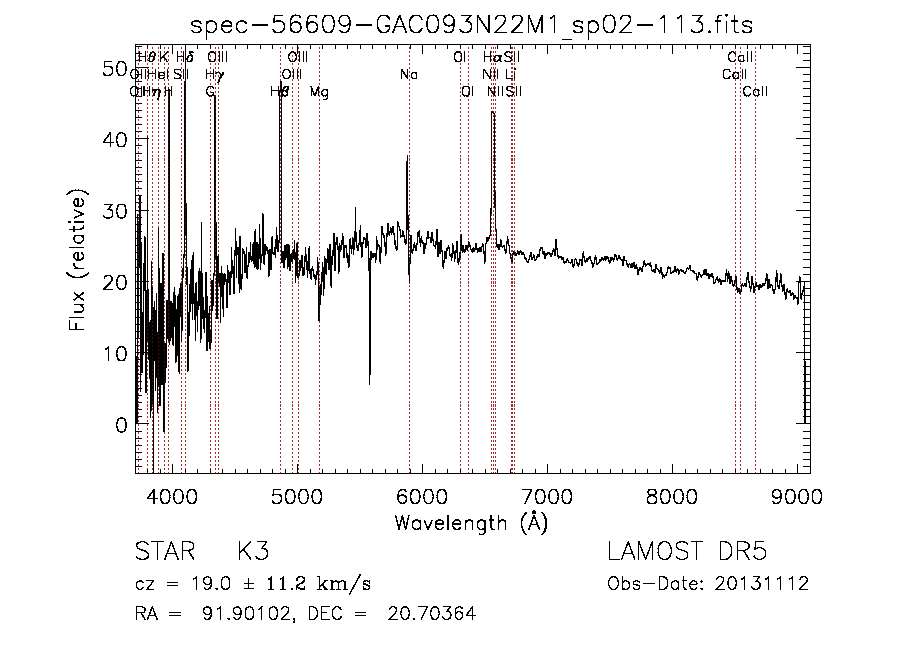 spec-56609-GAC093N22M1_sp02-113.fits
Hθ K Hδ OIII OIII OI Hα SII CaII
OII HeI SII Hγ OIII Na NII Li CaII
OII Hη H G Hβ Mg OI NII SII CaII
50
40
30
20
10
0
Flux (relative)
4000 5000 6000 7000 8000 9000
Wavelength (Å)
STAR K3 LAMOST DR5
cz = 19.0 ± 11.2 km/s Obs-Date: 20131112
RA = 91.90102, DEC = 20.70364